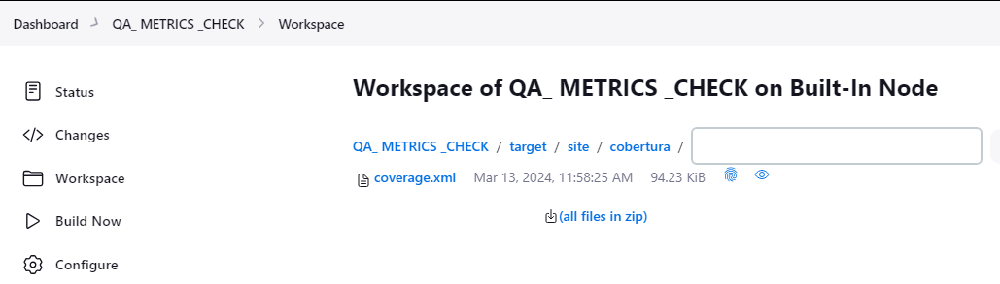 Dashboard > QA_ METRICS _CHECK > Workspace
Status
Changes
Workspace
Build Now
Configure
Workspace of QA_ METRICS _CHECK on Built-In Node
QA_ METRICS _CHECK / target / site / cobertura /
coverage.xml Mar 13, 2024, 11:58:25 AM 94.23 KiB
(all files in zip)